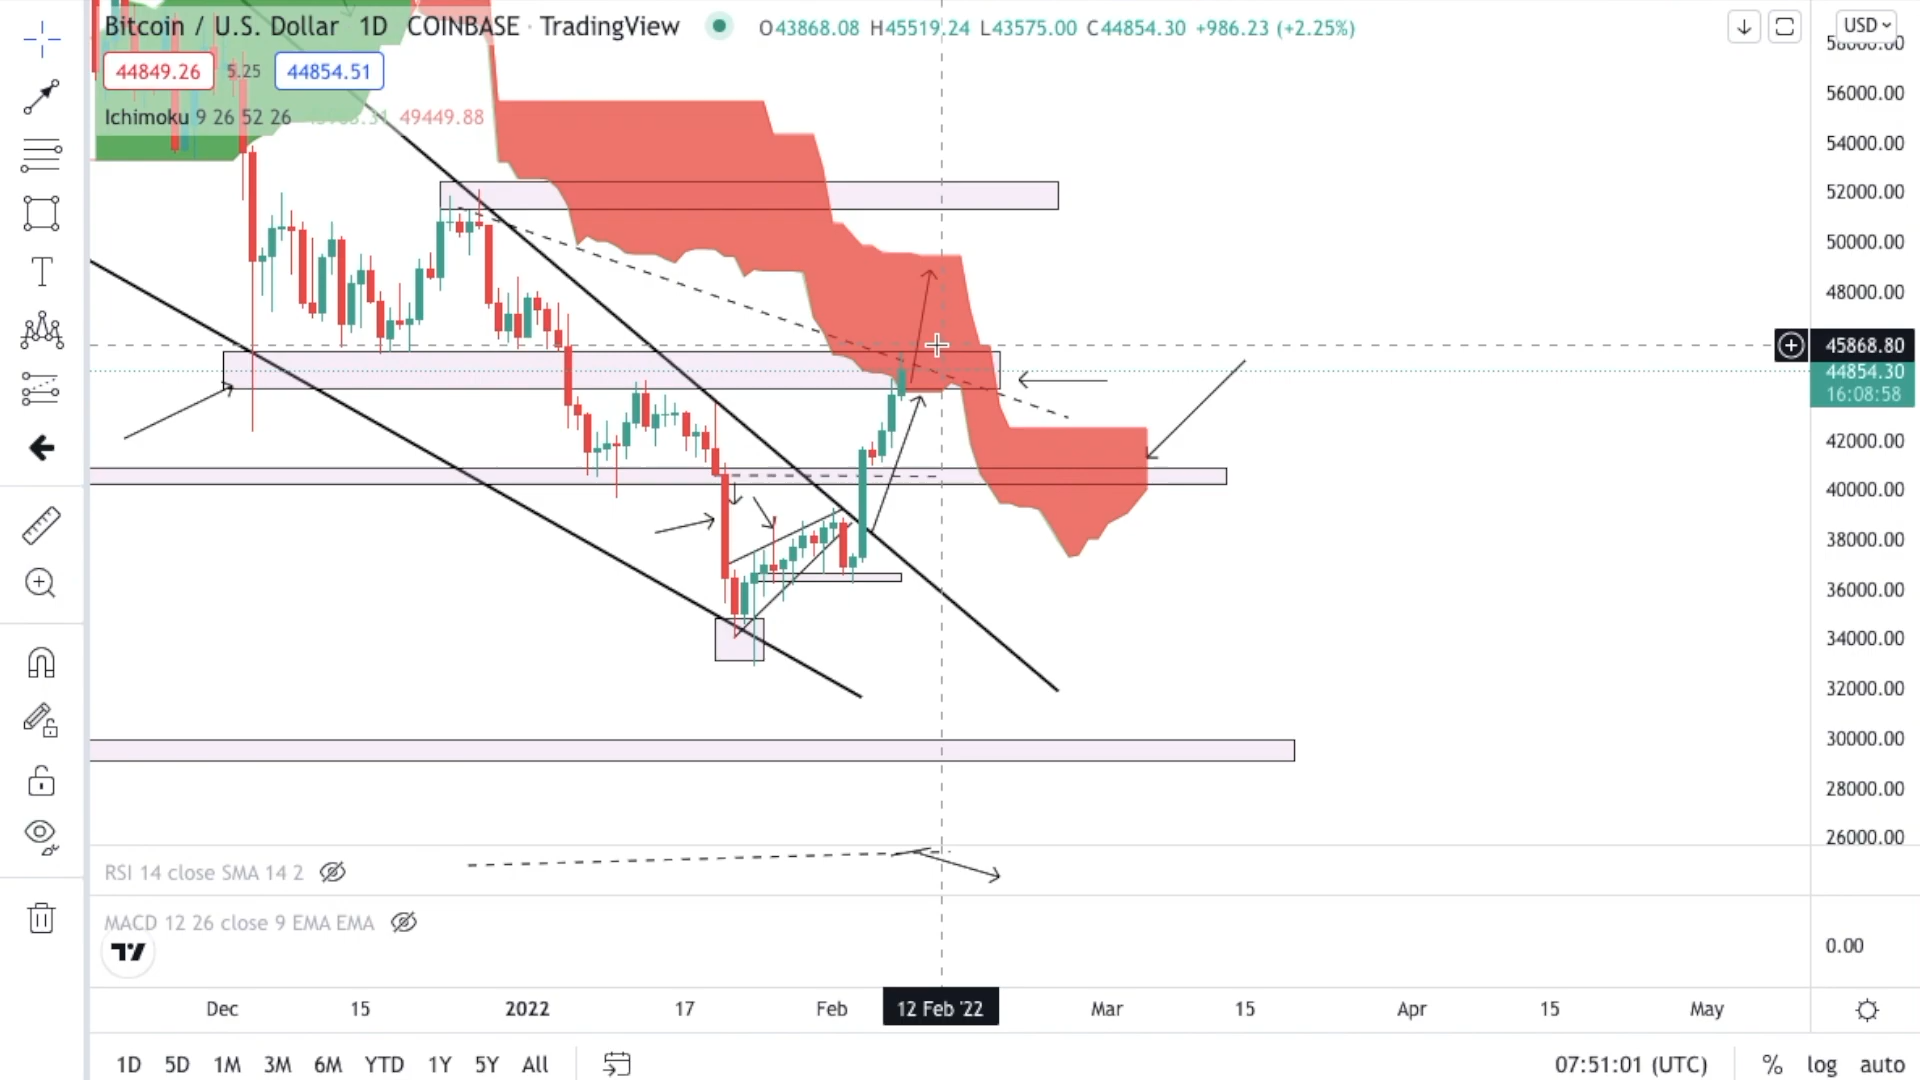 Bitcoin / U.S. Dollar 1D COINBASE · TradingView O43868.08 H45519.24 L43575.00 C44854.30 +986.23 (+2.25%)
USD
44849.26 5.25 44854.51
Ichimoku 9 26 52 26 49449.88
58000.00
56000.00
54000.00
52000.00
50000.00
48000.00
45868.80
44854.30
16:08:58
42000.00
40000.00
38000.00
36000.00
34000.00
32000.00
30000.00
28000.00
26000.00
RSI 14 close SMA 14 2
MACD 12 26 close 9 EMA EMA
0.00
Dec 15 2022 17 Feb 12 Feb '22 Mar 15 Apr 15 May
1D 5D 1M 3M 6M YTD 1Y 5Y All 07:51:01 (UTC) % log auto